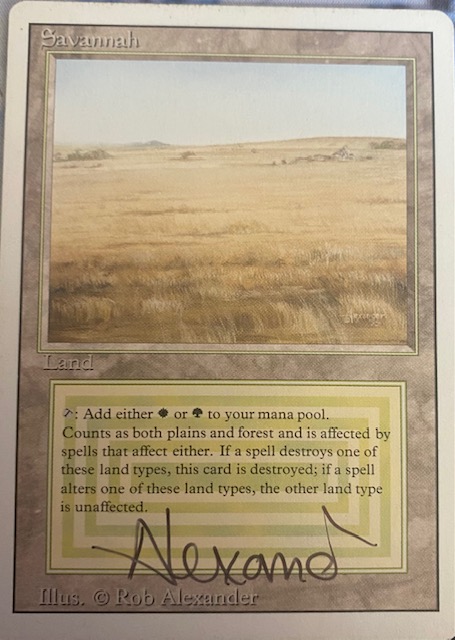 Savannah
Land
: Add either or to your mana pool.
Counts as both plains and forest and is affected by
spells that affect either. If a spell destroys one of
these land types, this card is destroyed; if a spell
alters one of these land types, the other land type
is unaffected.
Illus. © Rob Alexander